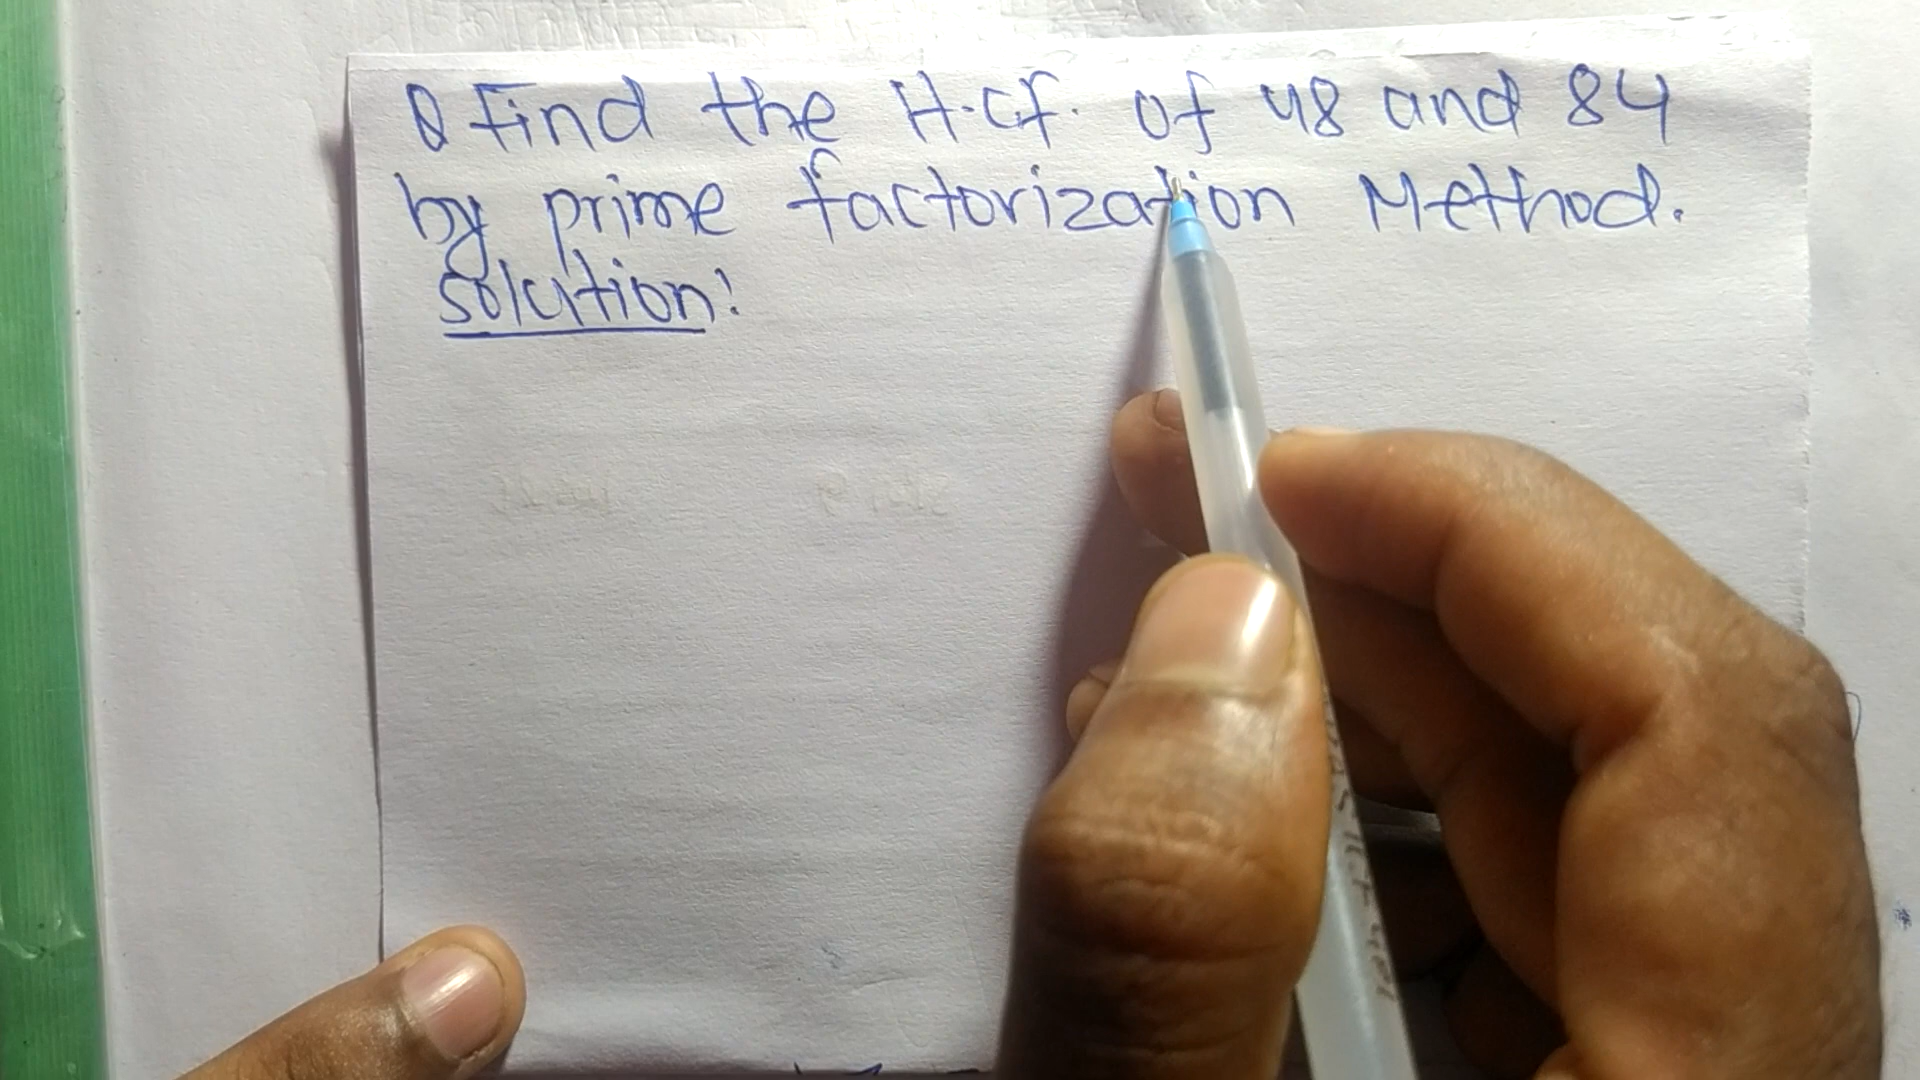 Q Find the H.C.F. of 48 and 84
by prime factorization Method.
solution: